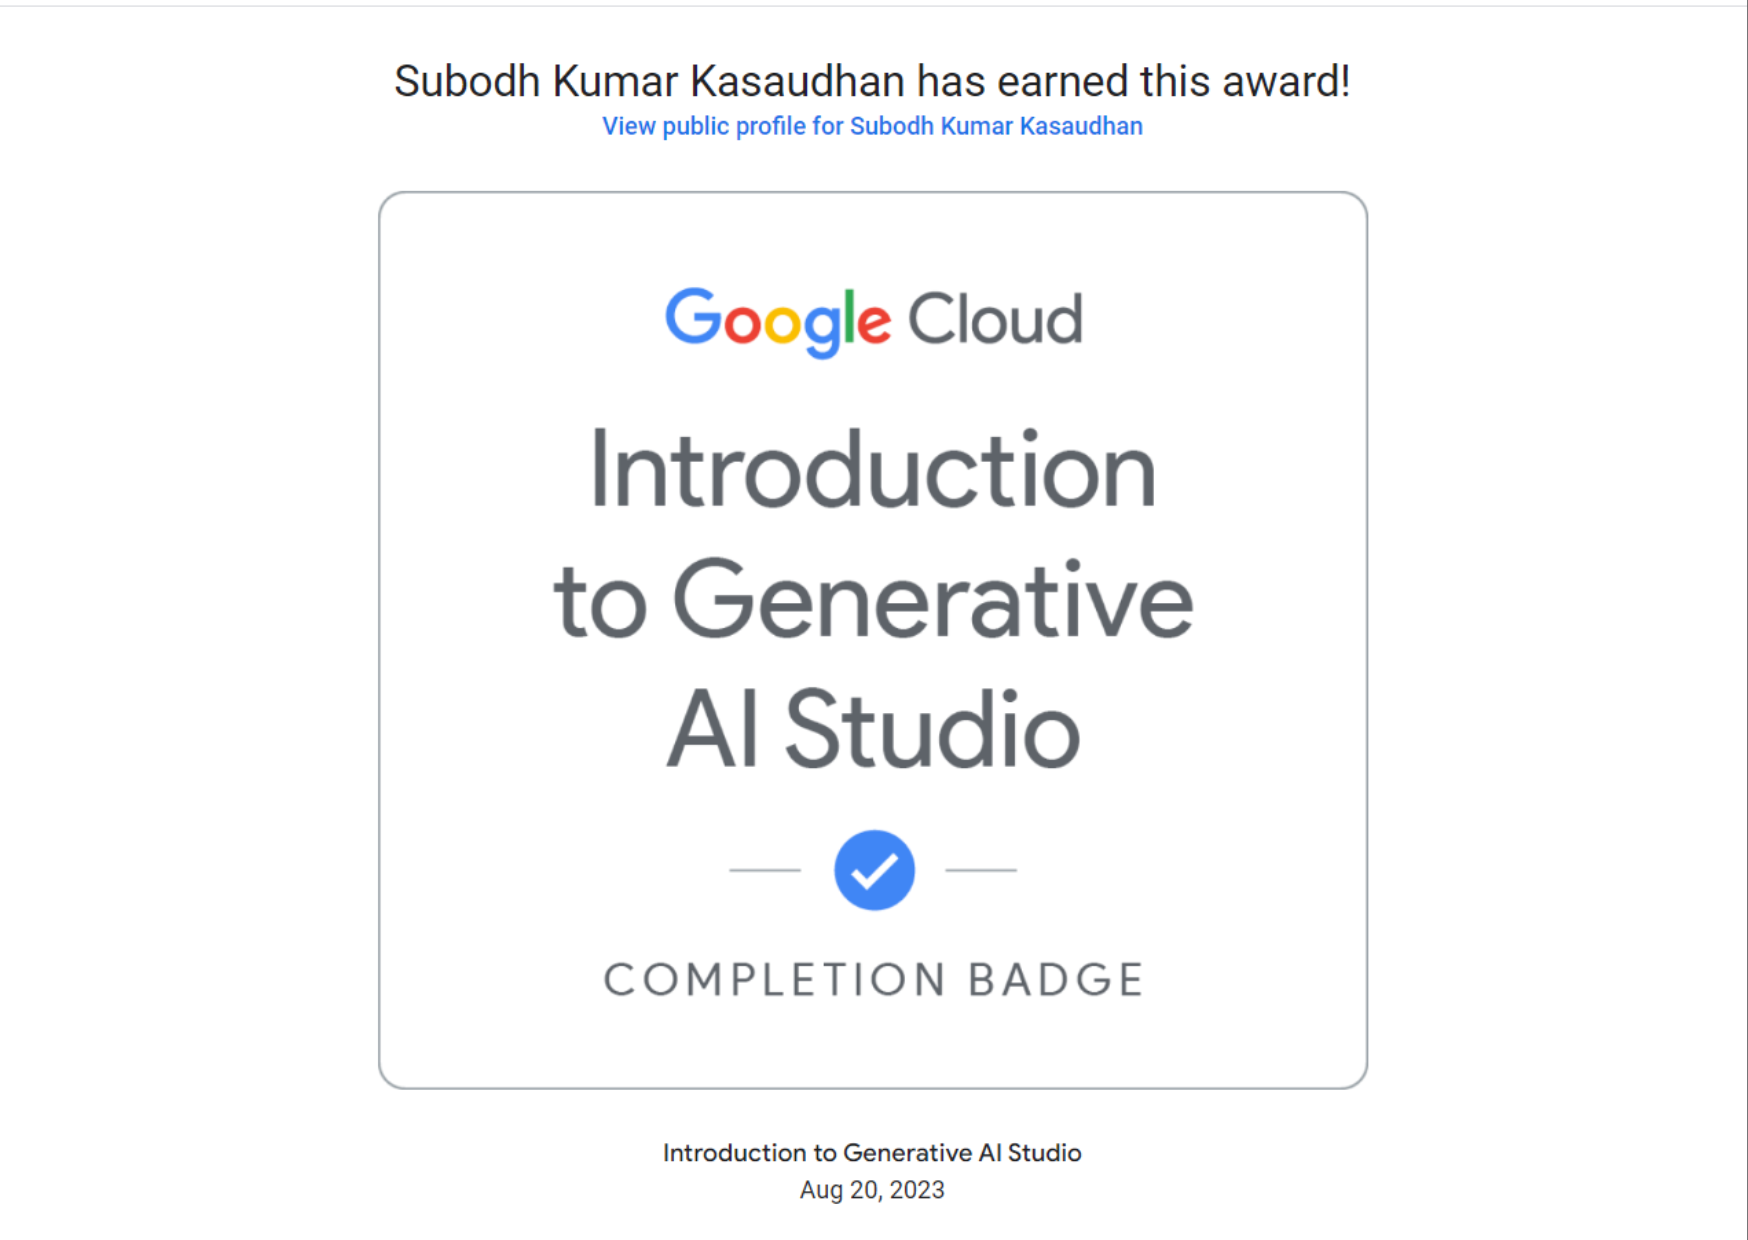 Subodh Kumar Kasaudhan has earned this award!
View public profile for Subodh Kumar Kasaudhan
Google Cloud
Introduction
to Generative
AI Studio
COMPLETION BADGE
Introduction to Generative AI Studio
Aug 20, 2023